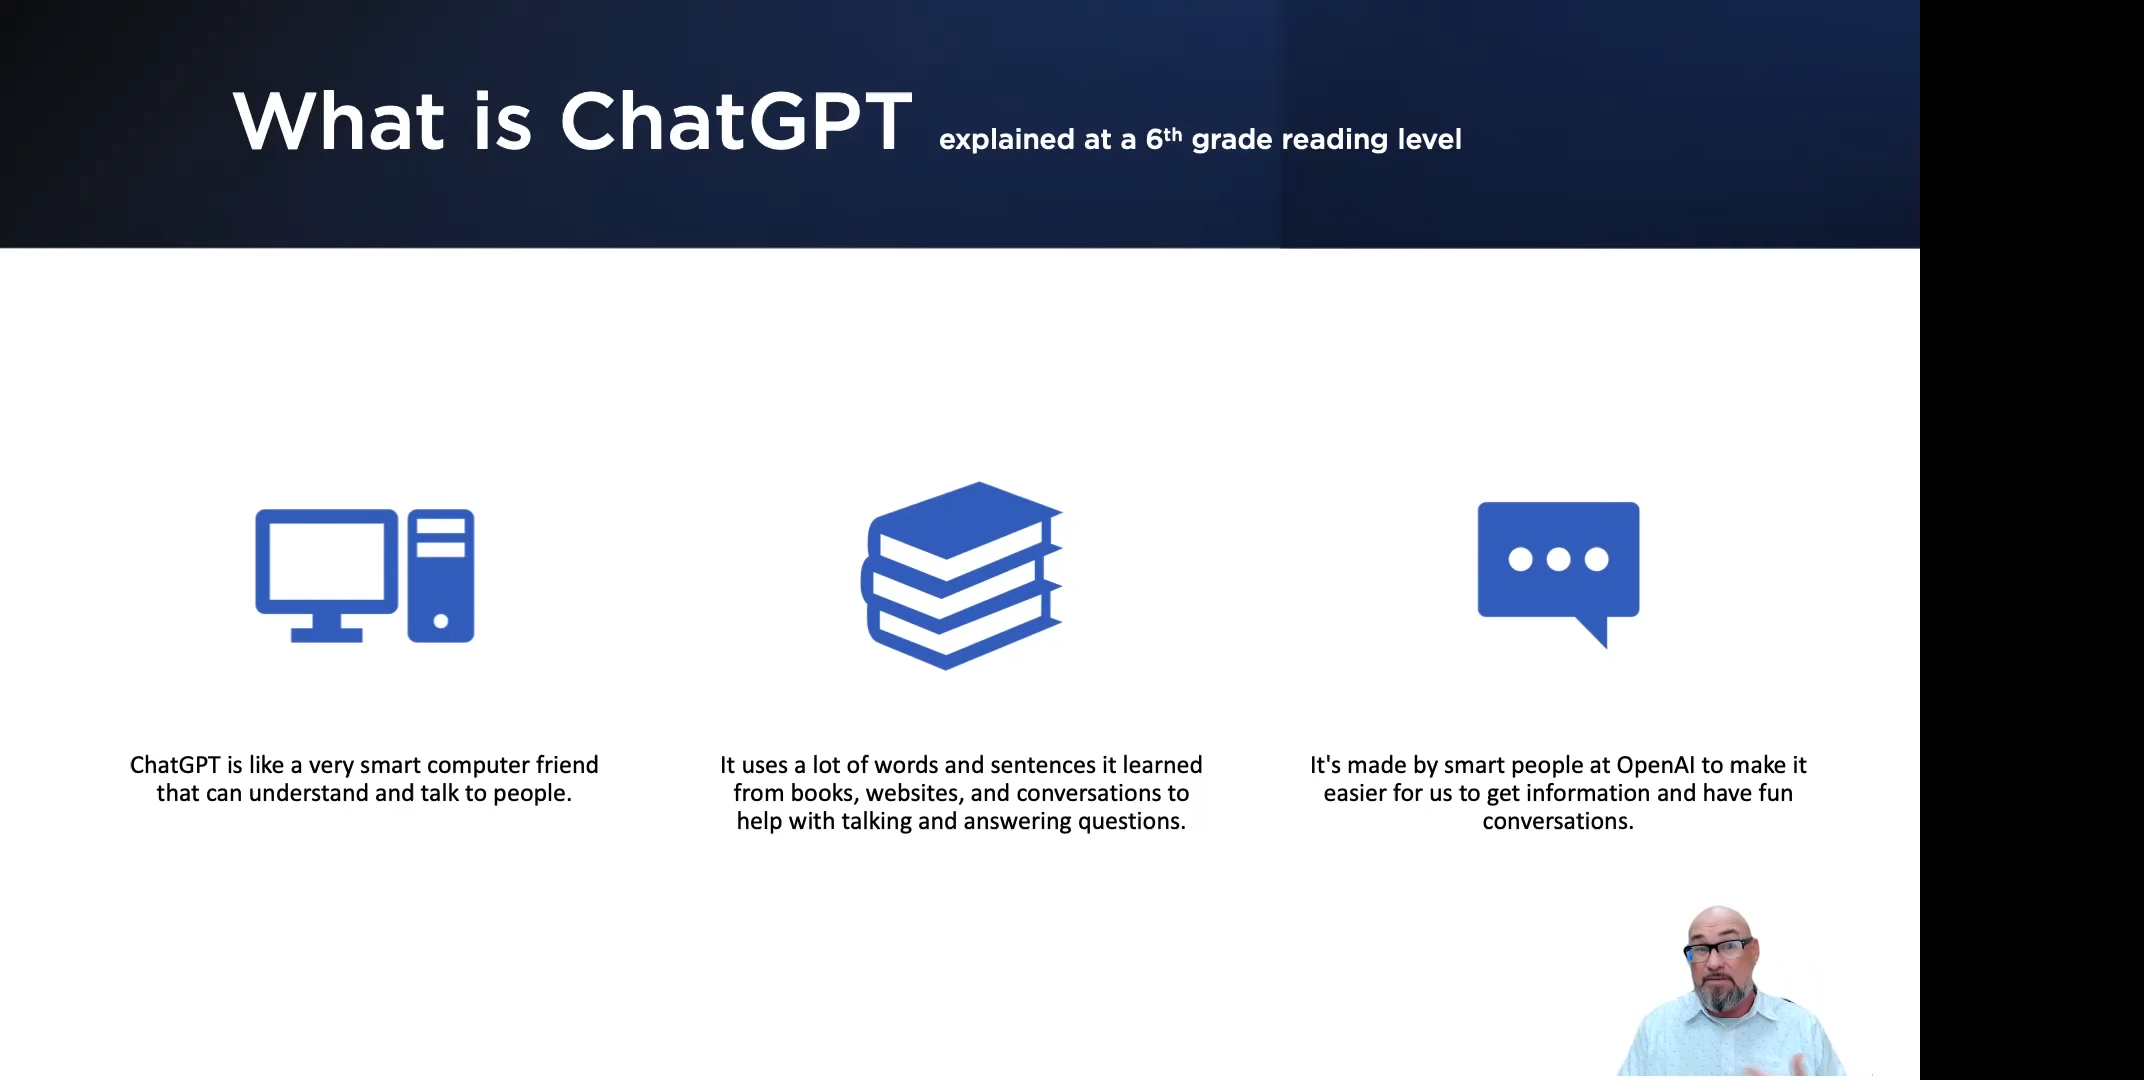 What is ChatGPT explained at a 6th grade reading level
ChatGPT is like a very smart computer friend
that can understand and talk to people.
It uses a lot of words and sentences it learned
from books, websites, and conversations to
help with talking and answering questions.
It's made by smart people at OpenAI to make it
easier for us to get information and have fun
conversations.